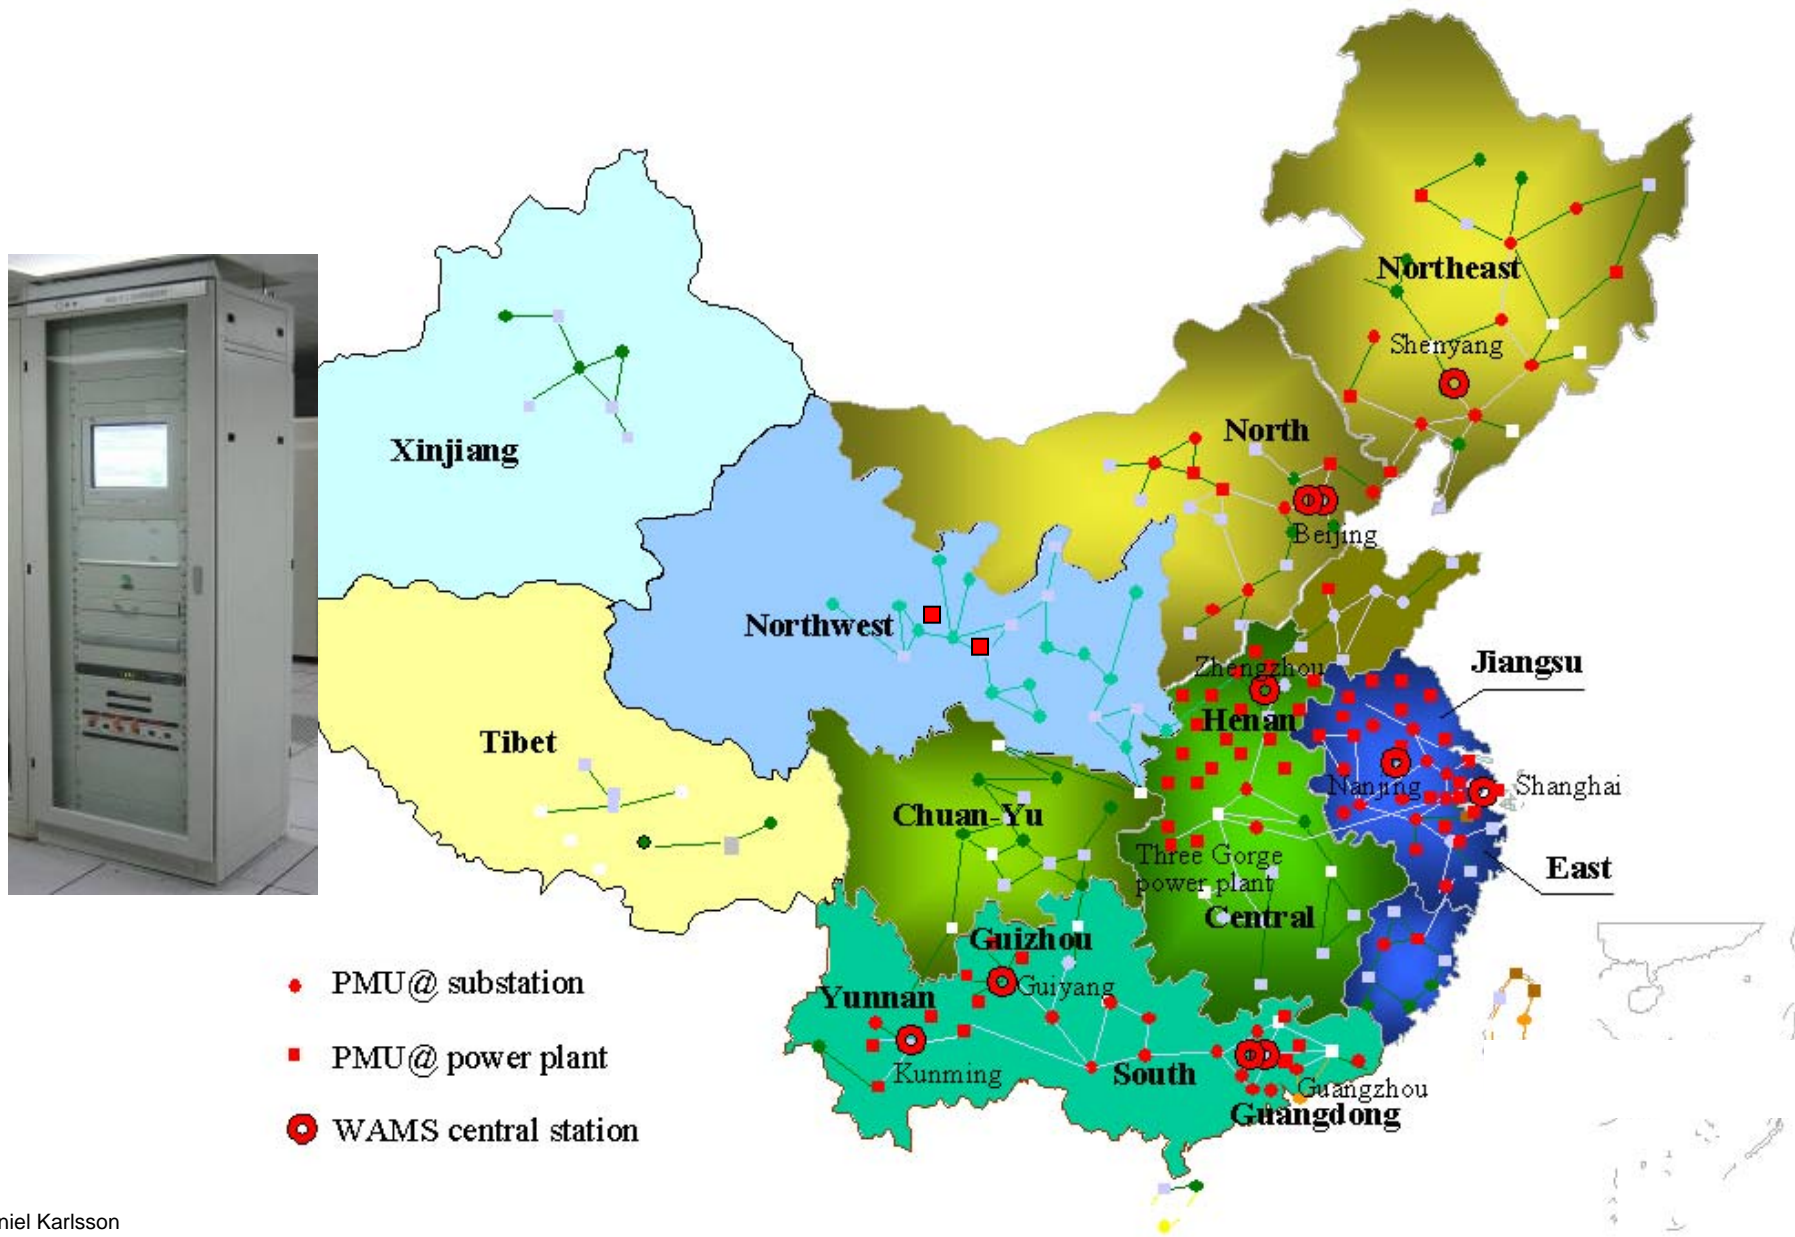 Northeast
Shenyang
North
Xinjiang
Beijing
Northwest
Zhengzhou
Jiangsu
Henan
Tibet
Nanjing
Shanghai
Chuan-Yu
Three Gorge
power plant
East
Central
Guizhou
Guiyang
Yunnan
Kunming
South
Guangzhou
Guangdong
PMU@ substation
PMU@ power plant
WAMS central station
niel Karlsson